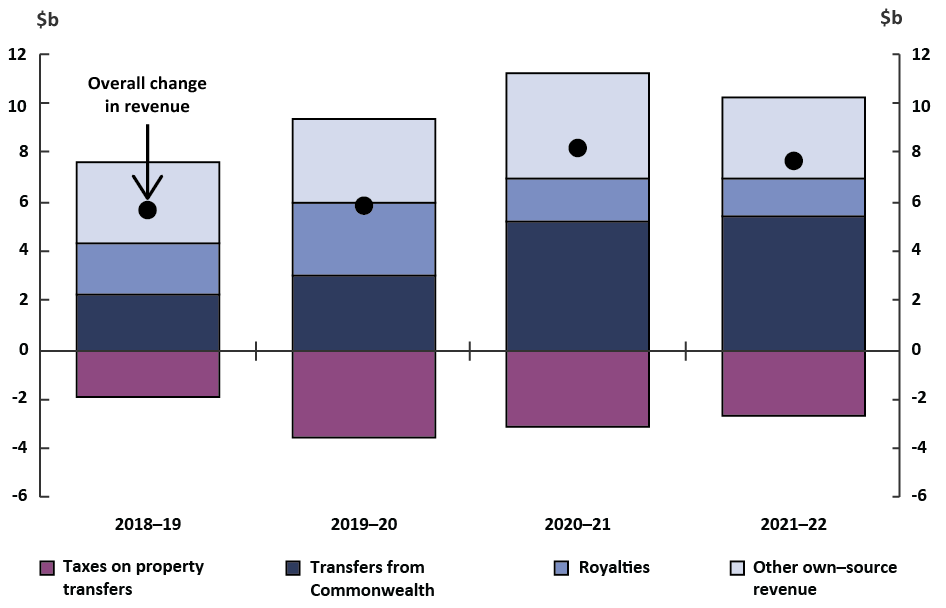 $b
$b
12
10
8
6
4
2
0
-2
-4
-6
Overall change
in revenue
12
10
8
6
4
2
0
-2
-4
-6
2018–19
2019–20
2020–21
2021–22
Taxes on property
transfers
Transfers from
Commonwealth
Royalties
Other own–source
revenue